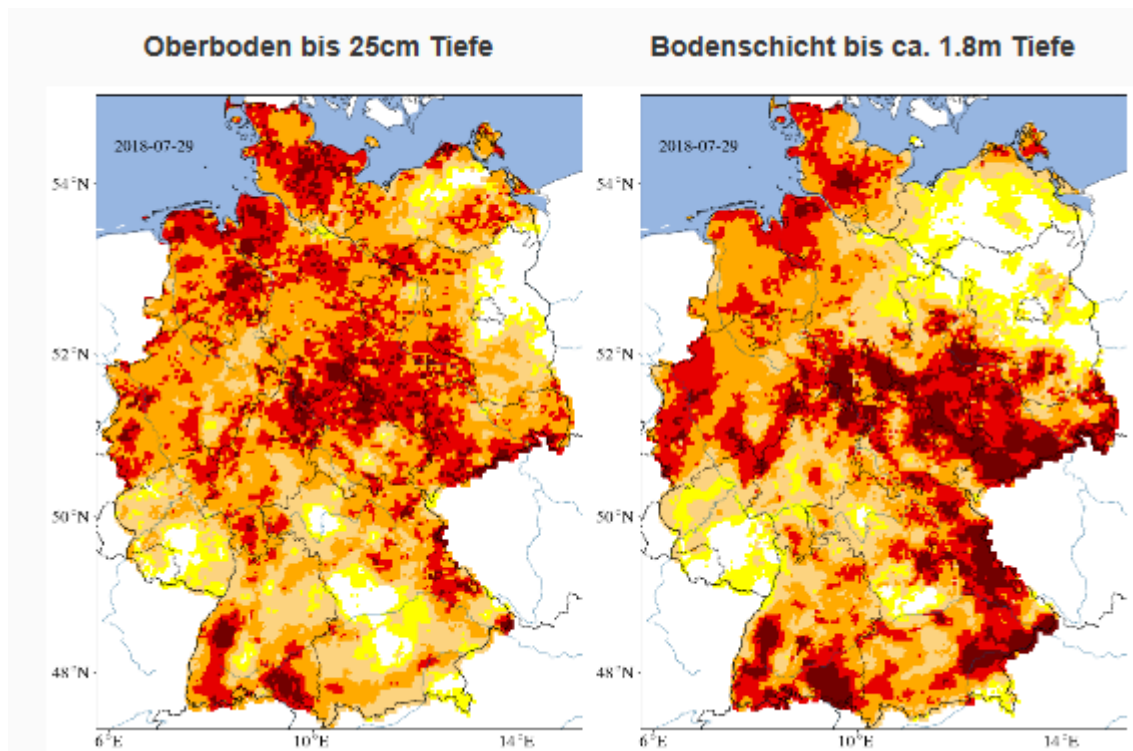 Oberboden bis 25cm Tiefe
Bodenschicht bis ca. 1.8m Tiefe
2018-07-29
2018-07-29
54°N
54°N
52°N
52°N
50°N
50°N
48°N
48°N
6°E 10°E 14°E
6°E 10°E 14°E